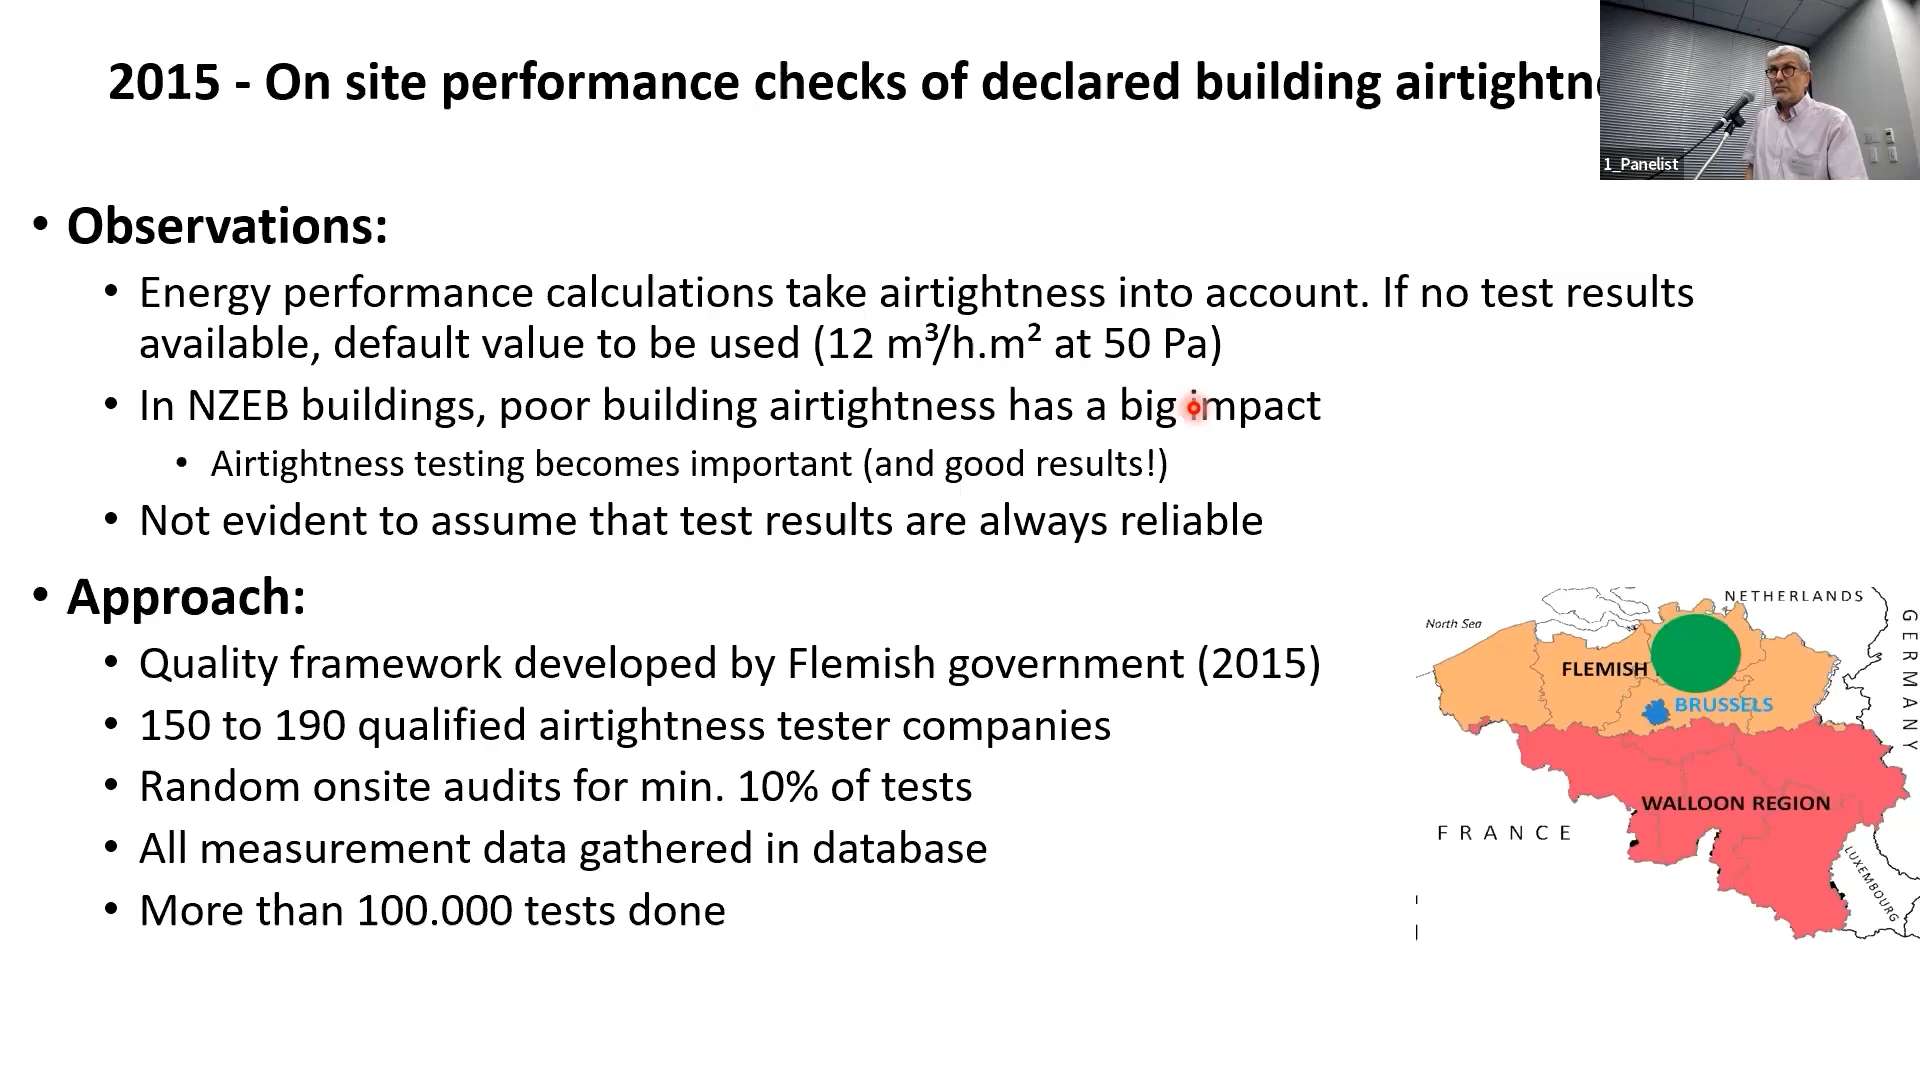 2015 - On site performance checks of declared building airtightn
1_Panelist
• Observations:
• Energy performance calculations take airtightness into account. If no test results
available, default value to be used (12 m³/h.m² at 50 Pa)
• In NZEB buildings, poor building airtightness has a big impact
• Airtightness testing becomes important (and good results!)
• Not evident to assume that test results are always reliable
• Approach:
• Quality framework developed by Flemish government (2015)
• 150 to 190 qualified airtightness tester companies
• Random onsite audits for min. 10% of tests
• All measurement data gathered in database
• More than 100.000 tests done
NETHERLANDS
North Sea
GERMANY
FLEMISH
BRUSSELS
WALLOON REGION
FRANCE
LUXEMBOURG